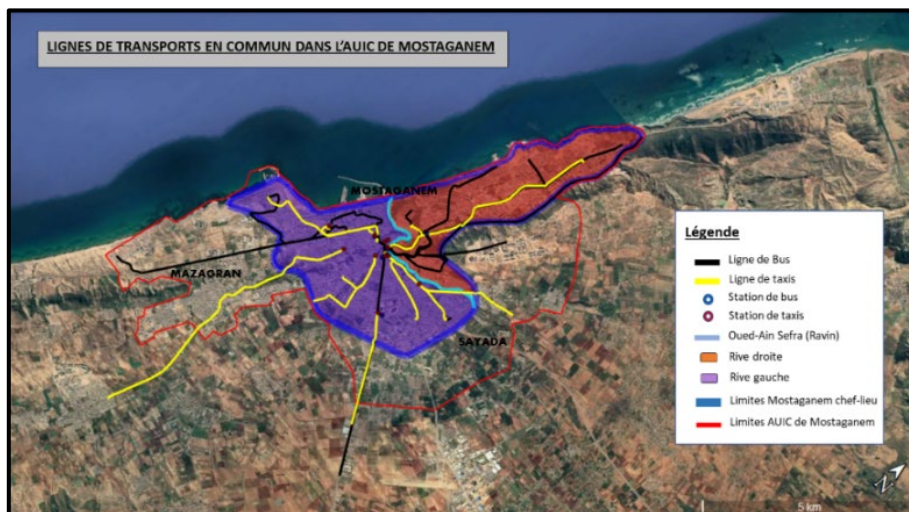 LIGNES DE TRANSPORTS EN COMMUN DANS L'AUIC DE MOSTAGANEM
MOSTAGANEM
MAZAGRAN
SAYADA
Légende
Ligne de Bus
Ligne de taxis
Station de bus
Station de taxis
Oued-Ain Sefra (Ravin)
Rive droite
Rive gauche
Limites Mostaganem chef-lieu
Limites AUIC de Mostaganem
N
5 km